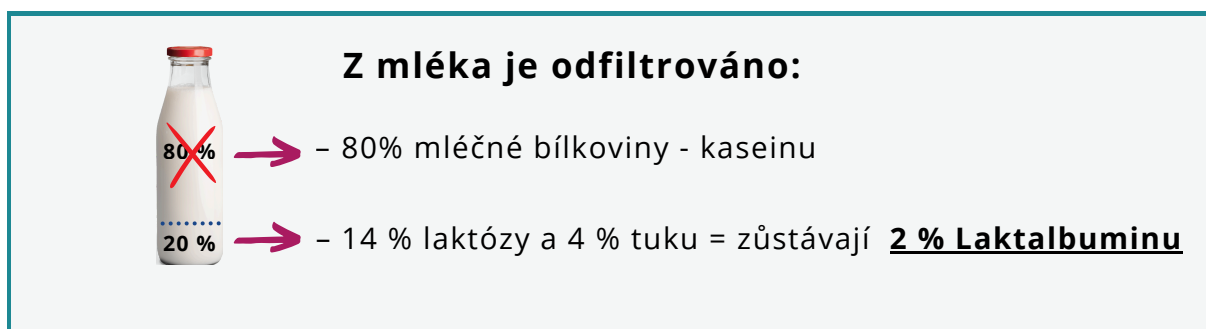 Z mléka je odfiltrováno:
80 %
– 80% mléčné bílkoviny - kaseinu
20 %
– 14 % laktózy a 4 % tuku = zůstávají 2 % Laktalbuminu